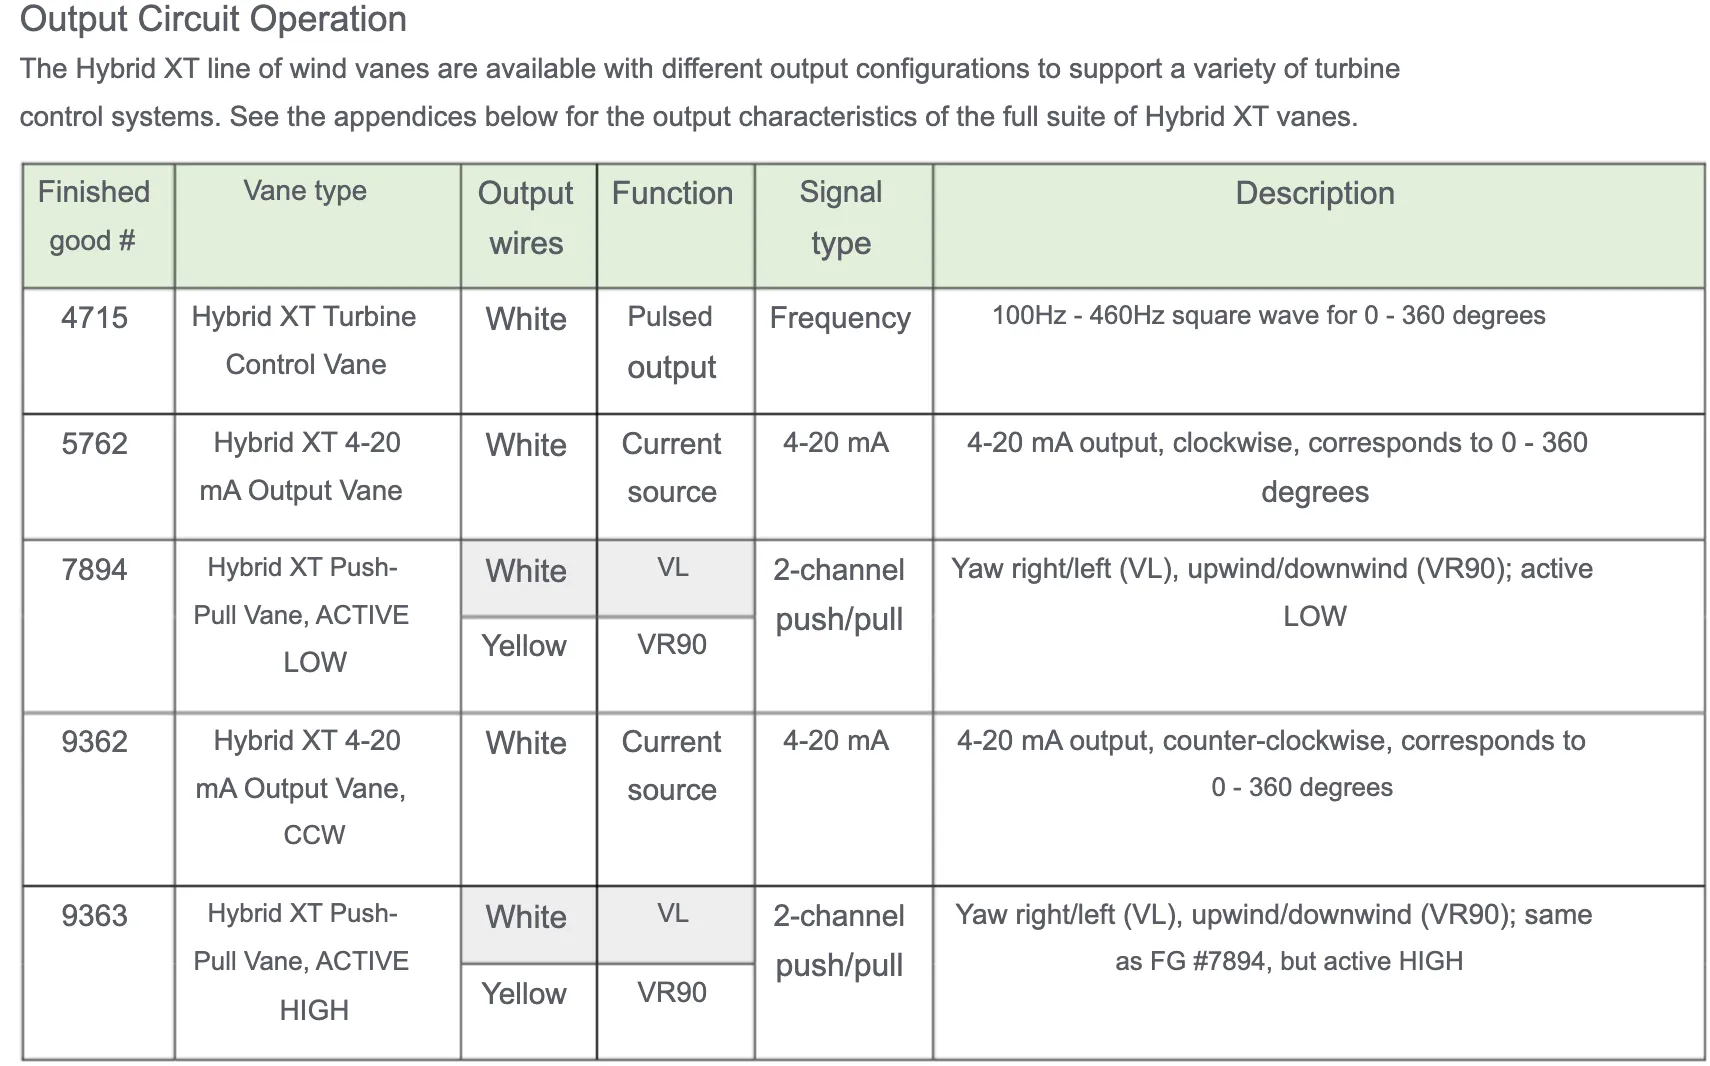 Output Circuit Operation
The Hybrid XT line of wind vanes are available with different output configurations to support a variety of turbine
control systems. See the appendices below for the output characteristics of the full suite of Hybrid XT vanes.
Finished
good #
Vane type
Output
wires
Function
Signal
type
Description
4715
Hybrid XT Turbine
Control Vane
White
Pulsed
output
Frequency
100Hz - 460Hz square wave for 0 - 360 degrees
5762
Hybrid XT 4-20
mA Output Vane
White
Current
source
4-20 mA
4-20 mA output, clockwise, corresponds to 0 - 360
degrees
7894
Hybrid XT Push-
Pull Vane, ACTIVE
LOW
White
VL
Yellow
VR90
2-channel
push/pull
Yaw right/left (VL), upwind/downwind (VR90); active
LOW
9362
Hybrid XT 4-20
mA Output Vane,
CCW
White
Current
source
4-20 mA
4-20 mA output, counter-clockwise, corresponds to
0 - 360 degrees
9363
Hybrid XT Push-
Pull Vane, ACTIVE
HIGH
White
VL
Yellow
VR90
2-channel
push/pull
Yaw right/left (VL), upwind/downwind (VR90); same
as FG #7894, but active HIGH